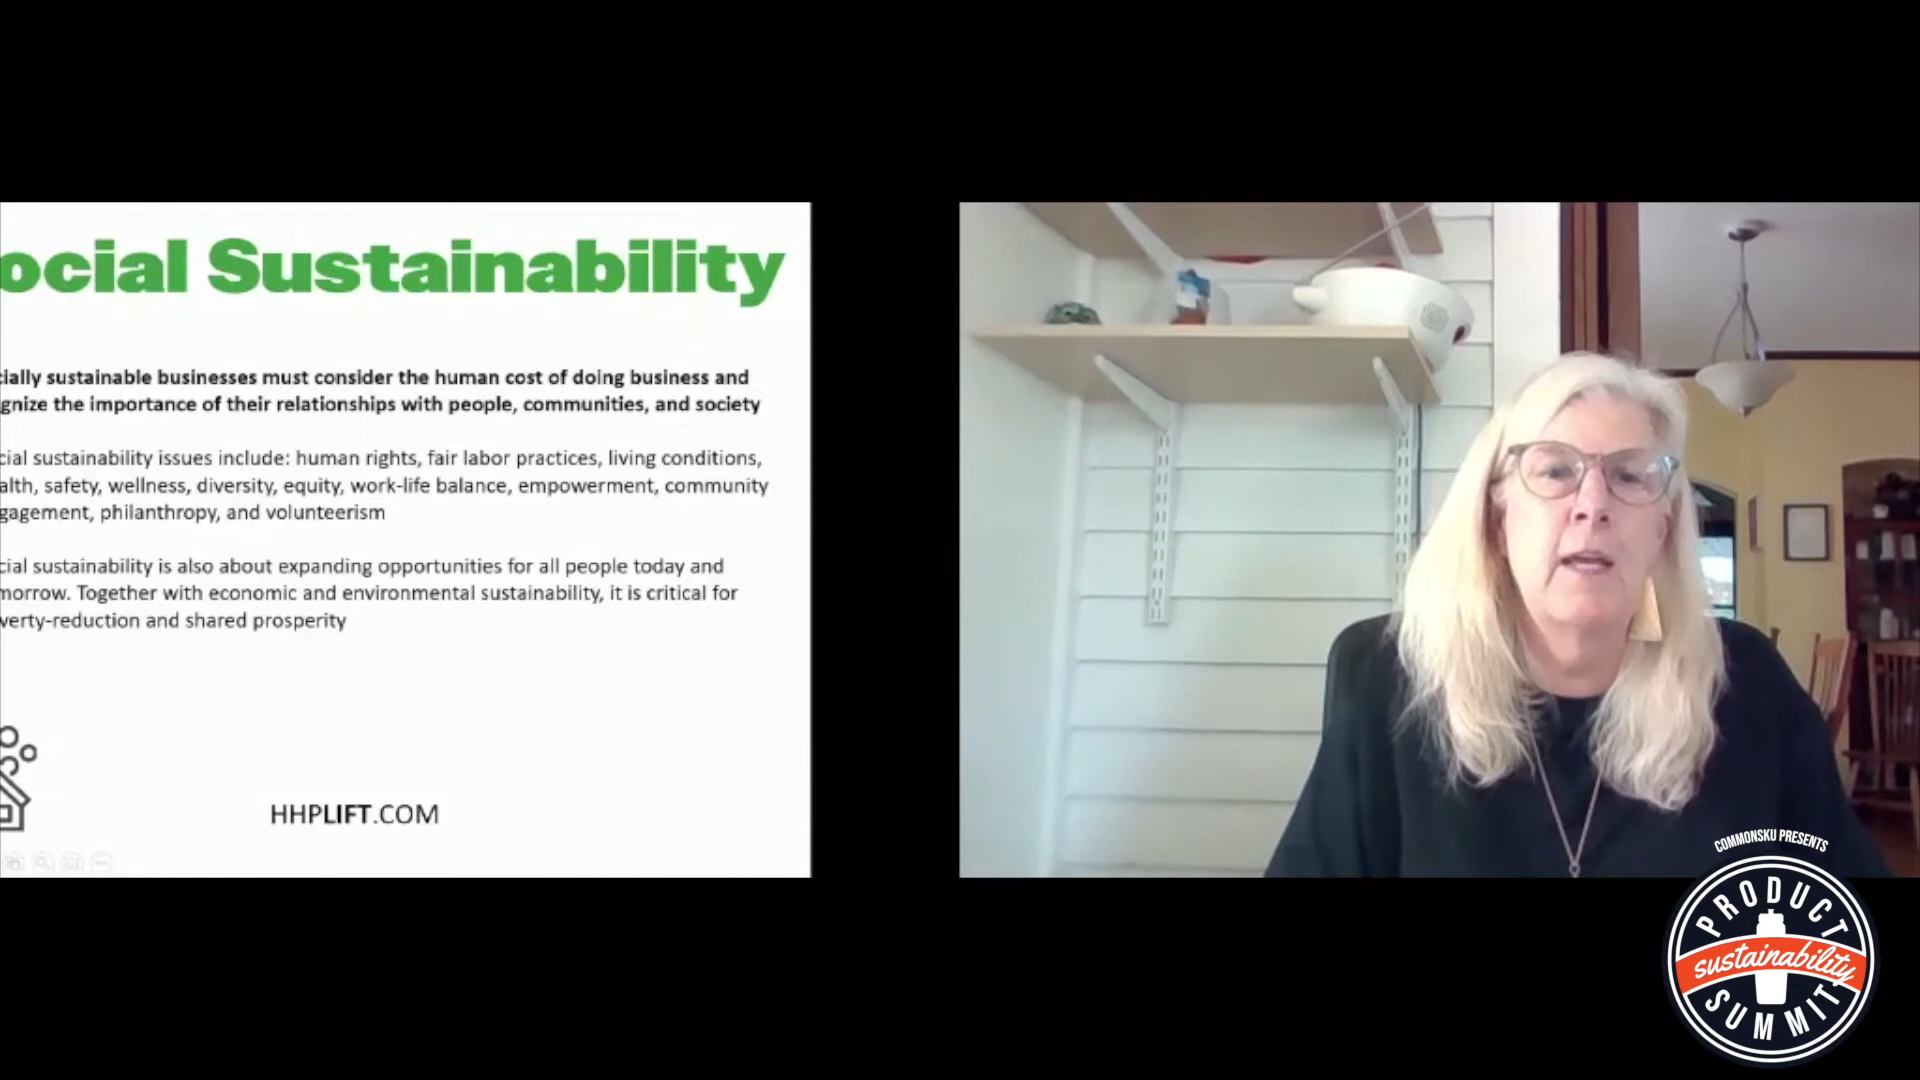 ocial Sustainability
cially sustainable businesses must consider the human cost of doing business and
gnize the importance of their relationships with people, communities, and society
cial sustainability issues include: human rights, fair labor practices, living conditions,
alth, safety, wellness, diversity, equity, work-life balance, empowerment, community
gagement, philanthropy, and volunteerism
cial sustainability is also about expanding opportunities for all people today and
morrow. Together with economic and environmental sustainability, it is critical for
verty-reduction and shared prosperity
HHPLIFT.COM
COMMONSKU PRESENTS
PRODUCT
sustainability
SUMMIT